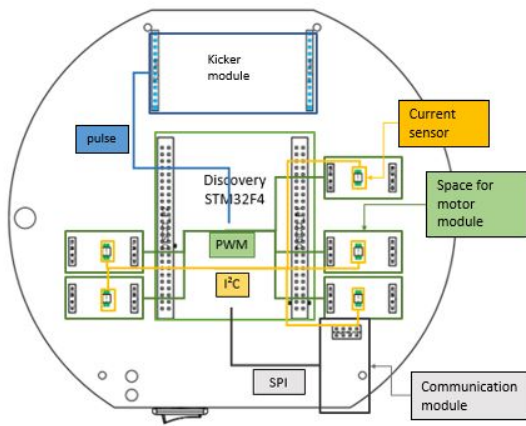 Kicker
module
pulse
Current
sensor
Discovery
STM32F4
Space for
motor
module
PWM
I²C
SPI
Communication
module